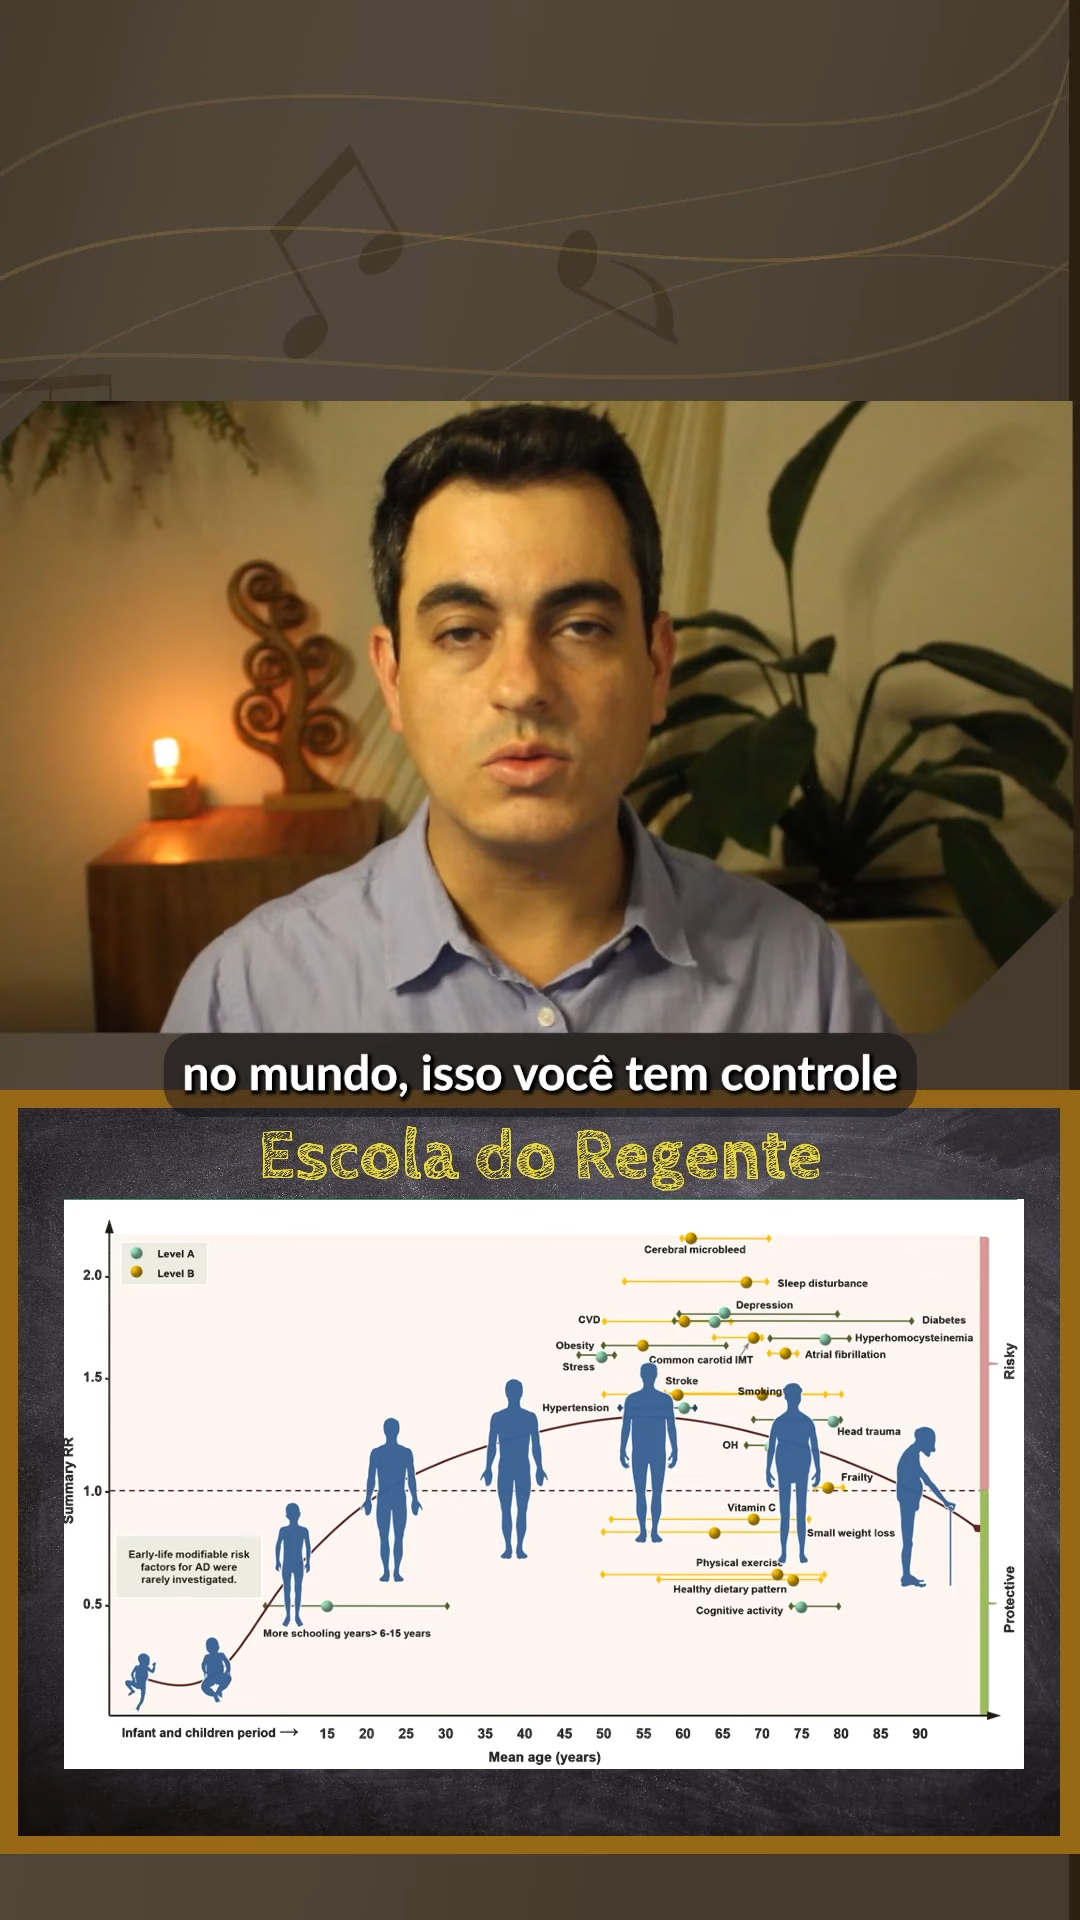 no mundo, isso você tem controle
Escola do Regente
Level A
Level B
2.0
1.5
1.0
0.5
Summary RR
Cerebral microbleed
Sleep disturbance
Depression
CVD
Diabetes
Hyperhomocysteinemia
Obesity
Common carotid IMT
Atrial fibrillation
Stress
Stroke
Smoking
Hypertension
Head trauma
OH
Frailty
Vitamin C
Small weight loss
Physical exercise
Healthy dietary pattern
Cognitive activity
Early-life modifiable risk
factors for AD were
rarely investigated.
More schooling years> 6-15 years
Risky
Protective
Infant and children period → 15 20 25 30 35 40 45 50 55 60 65 70 75 80 85 90
Mean age (years)